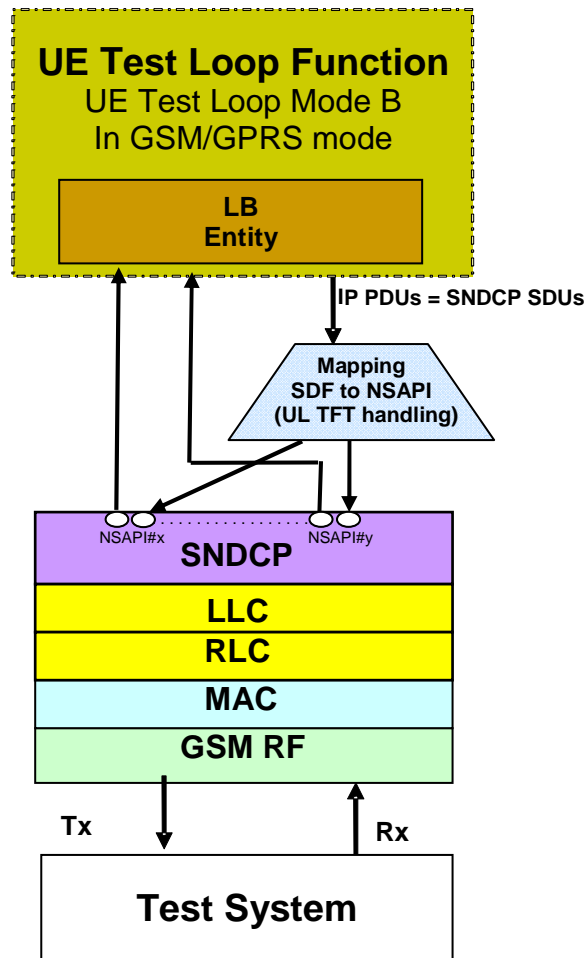 UE Test Loop Function
UE Test Loop Mode B
In GSM/GPRS mode
LB
Entity
IP PDUs = SNDCP SDUs
Mapping
SDF to NSAPI
(UL TFT handling)
NSAPI#x
NSAPI#y
SNDCP
LLC
RLC
MAC
GSM RF
Tx
Rx
Test System